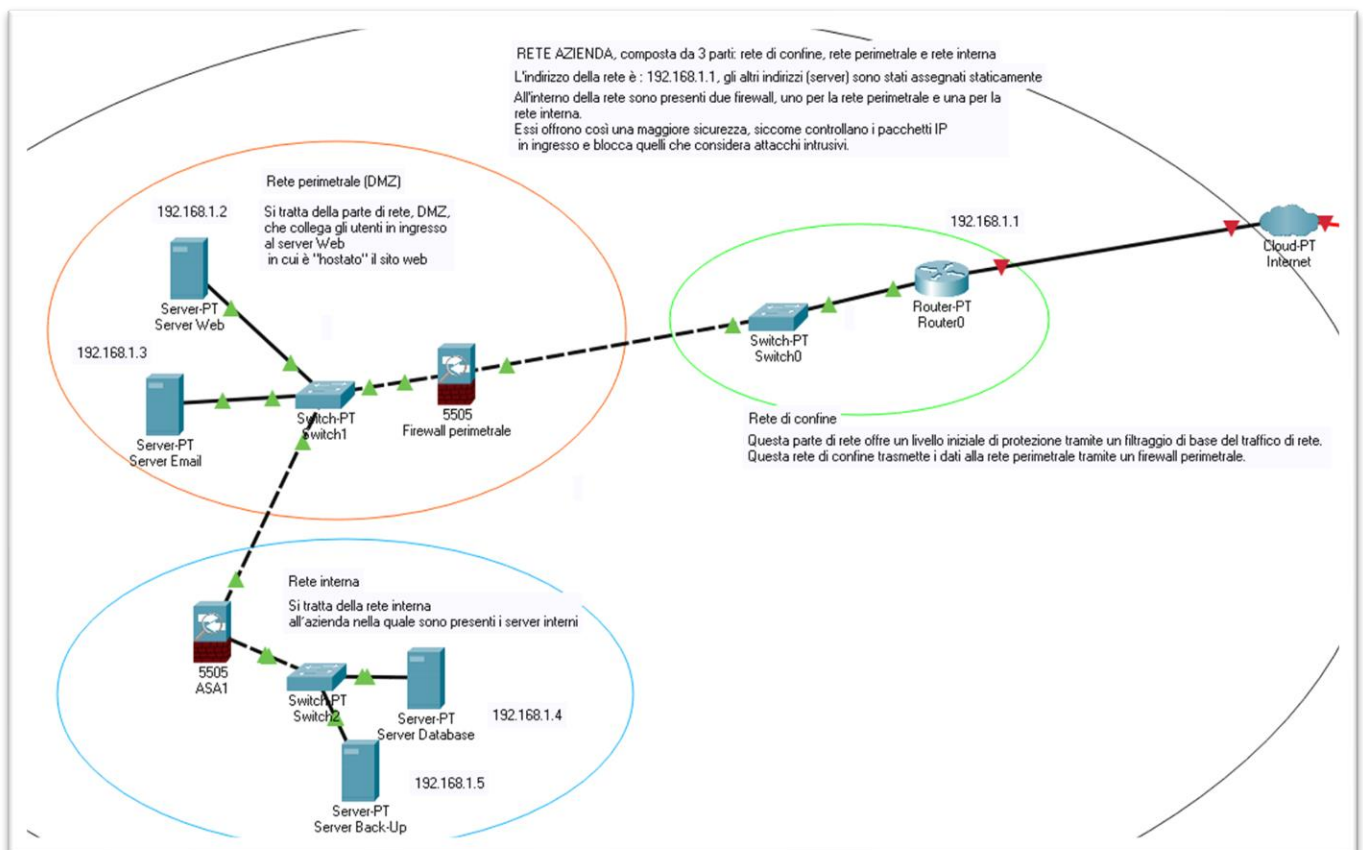 RETE AZIENDA, composta da 3 parti: rete di confine, rete perimetrale e rete interna
L'indirizzo della rete è : 192.168.1.1, gli altri indirizzi (server) sono stati assegnati staticamente
All'interno della rete sono presenti due firewall, uno per la rete perimetrale e una per la
rete interna.
Essi offrono così una maggiore sicurezza, siccome controllano i pacchetti IP
in ingresso e blocca quelli che considera attacchi intrusivi.
Rete perimetrale (DMZ)
Si tratta della parte di rete, DMZ,
che collega gli utenti in ingresso
al server Web
in cui è "hostato" il sito web
192.168.1.2
Server-PT
Server Web
192.168.1.3
Server-PT
Server Email
Switch-PT
Switch1
5505
Firewall perimetrale
192.168.1.1
Cloud-PT
Internet
Router-PT
Router0
Switch-PT
Switch0
Rete di confine
Questa parte di rete offre un livello iniziale di protezione tramite un filtraggio di base del traffico di rete.
Questa rete di confine trasmette i dati alla rete perimetrale tramite un firewall perimetrale.
Rete interna
Si tratta della rete interna
all'azienda nella quale sono presenti i server interni
5505
ASA1
Switch-PT
Switch2
Server-PT
Server Database
192.168.1.4
192.168.1.5
Server-PT
Server Back-Up